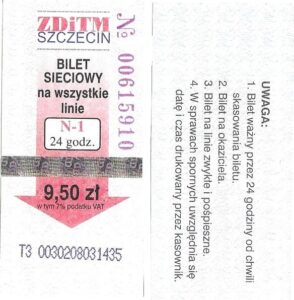 ZDiTM
SZCZECIN
BILET
SIECIOWY
na wszystkie
linie
N-1
24 godz.
9,50 zł
w tym 7% podatku VAT
T3 0030208031435
№ 00615910
UWAGA:
1. Bilet ważny przez 24 godziny od chwili
skasowania biletu.
2. Bilet na okaziciela.
3. Bilet na linie zwykłe i pośpieszne.
4. W sprawach spornych uwzględnia się
datę i czas drukowany przez kasownik.